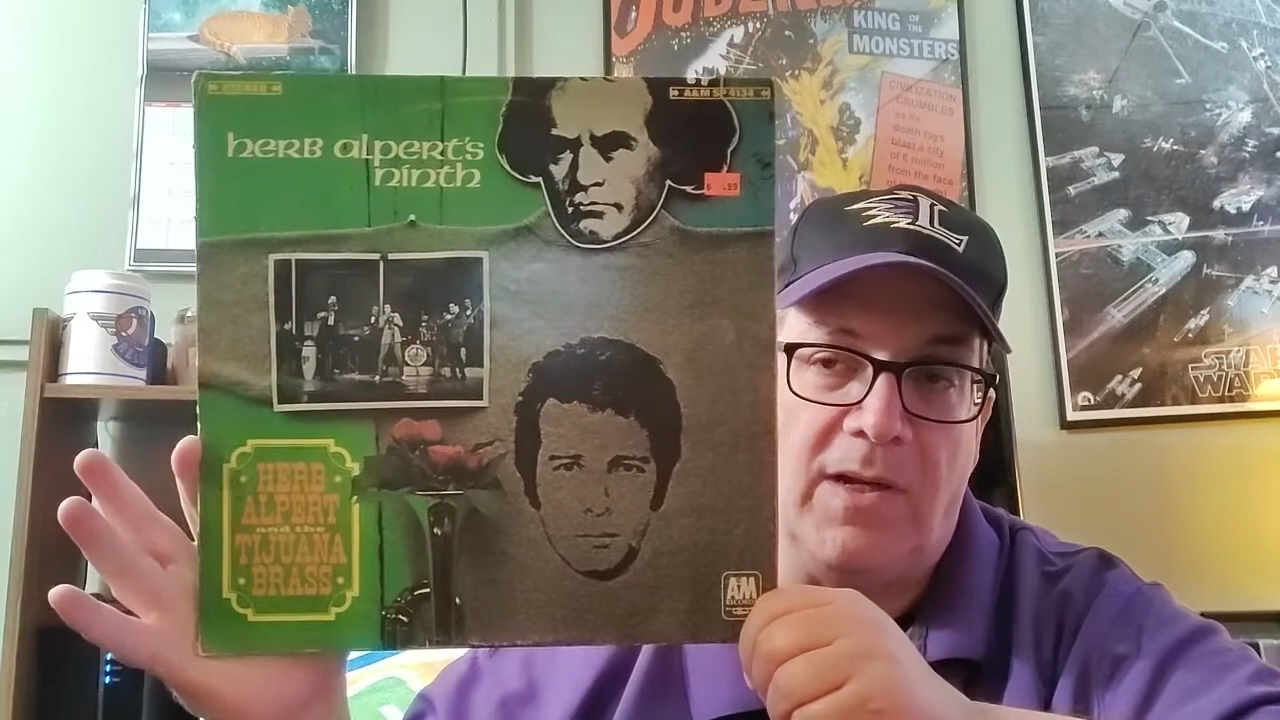 KING OF THE
MONSTERS
STEREO
A&M SP 4134
herb alpert's
ninth
$ .99
CIVILIZATION
CRUMBLES
as its
death rays
blast a city
of 6 million
from the face
L
HERB
ALPERT
and the
TIJUANA
BRASS
A&M
RECORDS
STAR
WARS